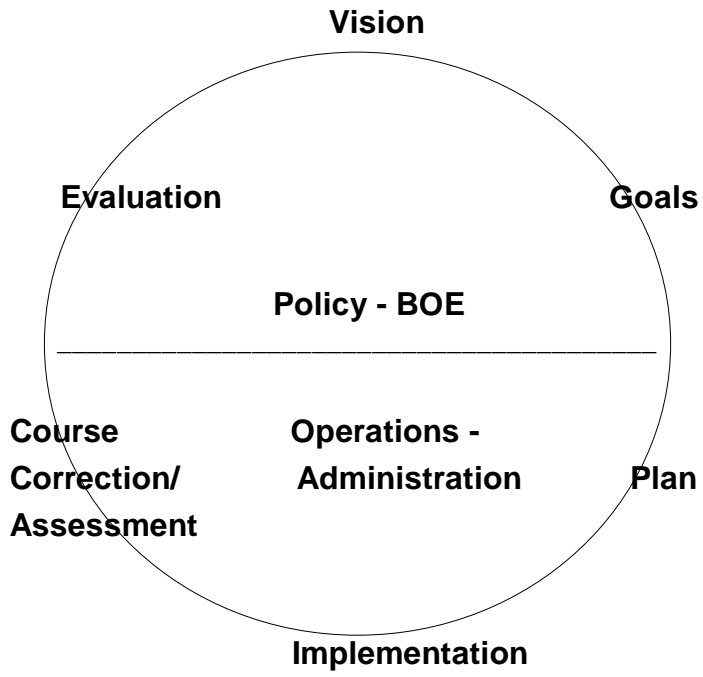 Vision
Evaluation
Goals
Policy - BOE
Course
Correction/
Assessment
Operations -
Administration
Plan
Implementation